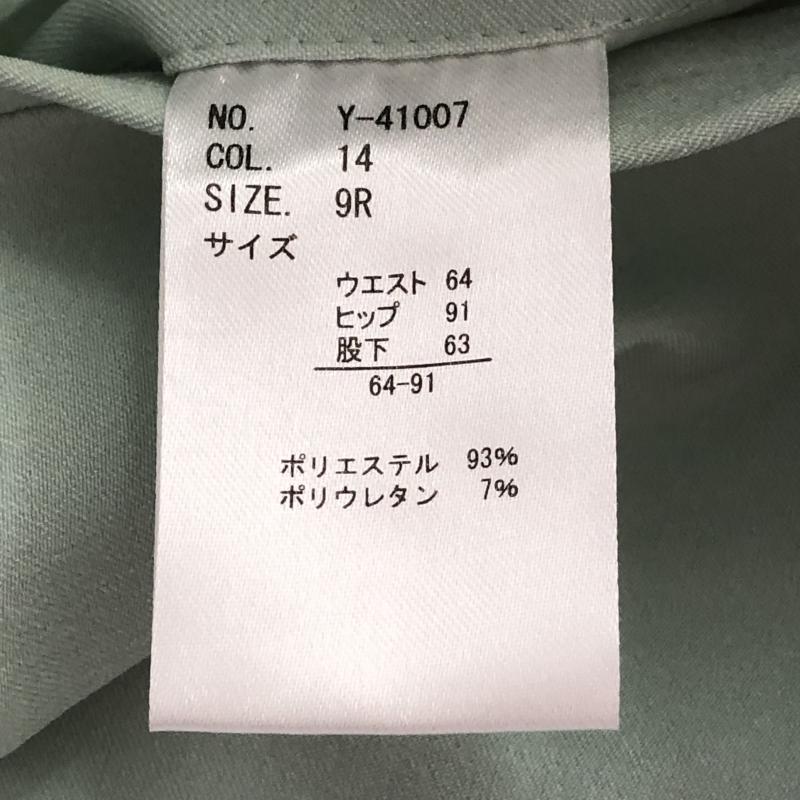 NO. Y-41007
COL. 14
SIZE. 9R
サイズ
ウエスト 64
ヒップ 91
股下 63
64-91
ポリエステル 93%
ポリウレタン 7%